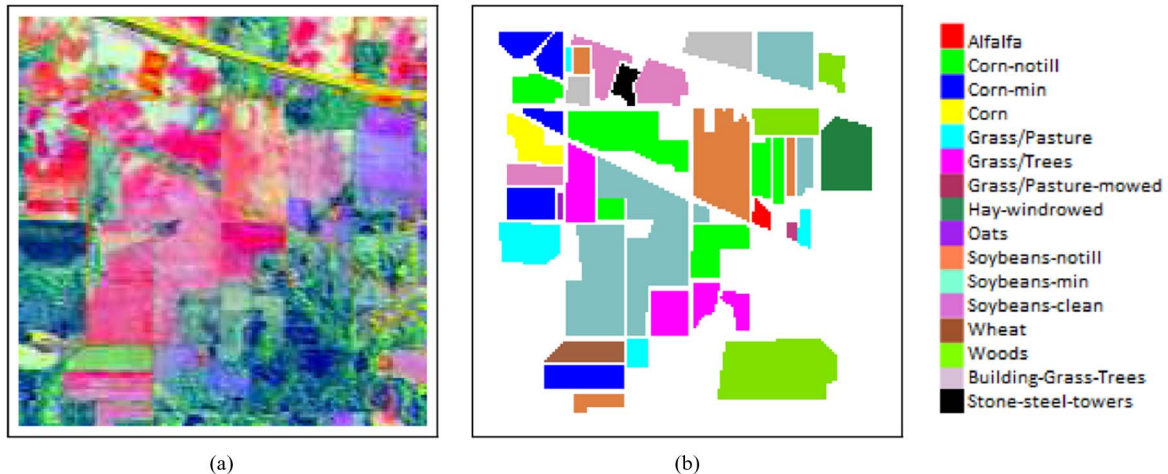 Alfalfa
Corn-notill
Corn-min
Corn
Grass/Pasture
Grass/Trees
Grass/Pasture-mowed
Hay-windrowed
Oats
Soybeans-notill
Soybeans-min
Soybeans-clean
Wheat
Woods
Building-Grass-Trees
Stone-steel-towers
(a) (b)